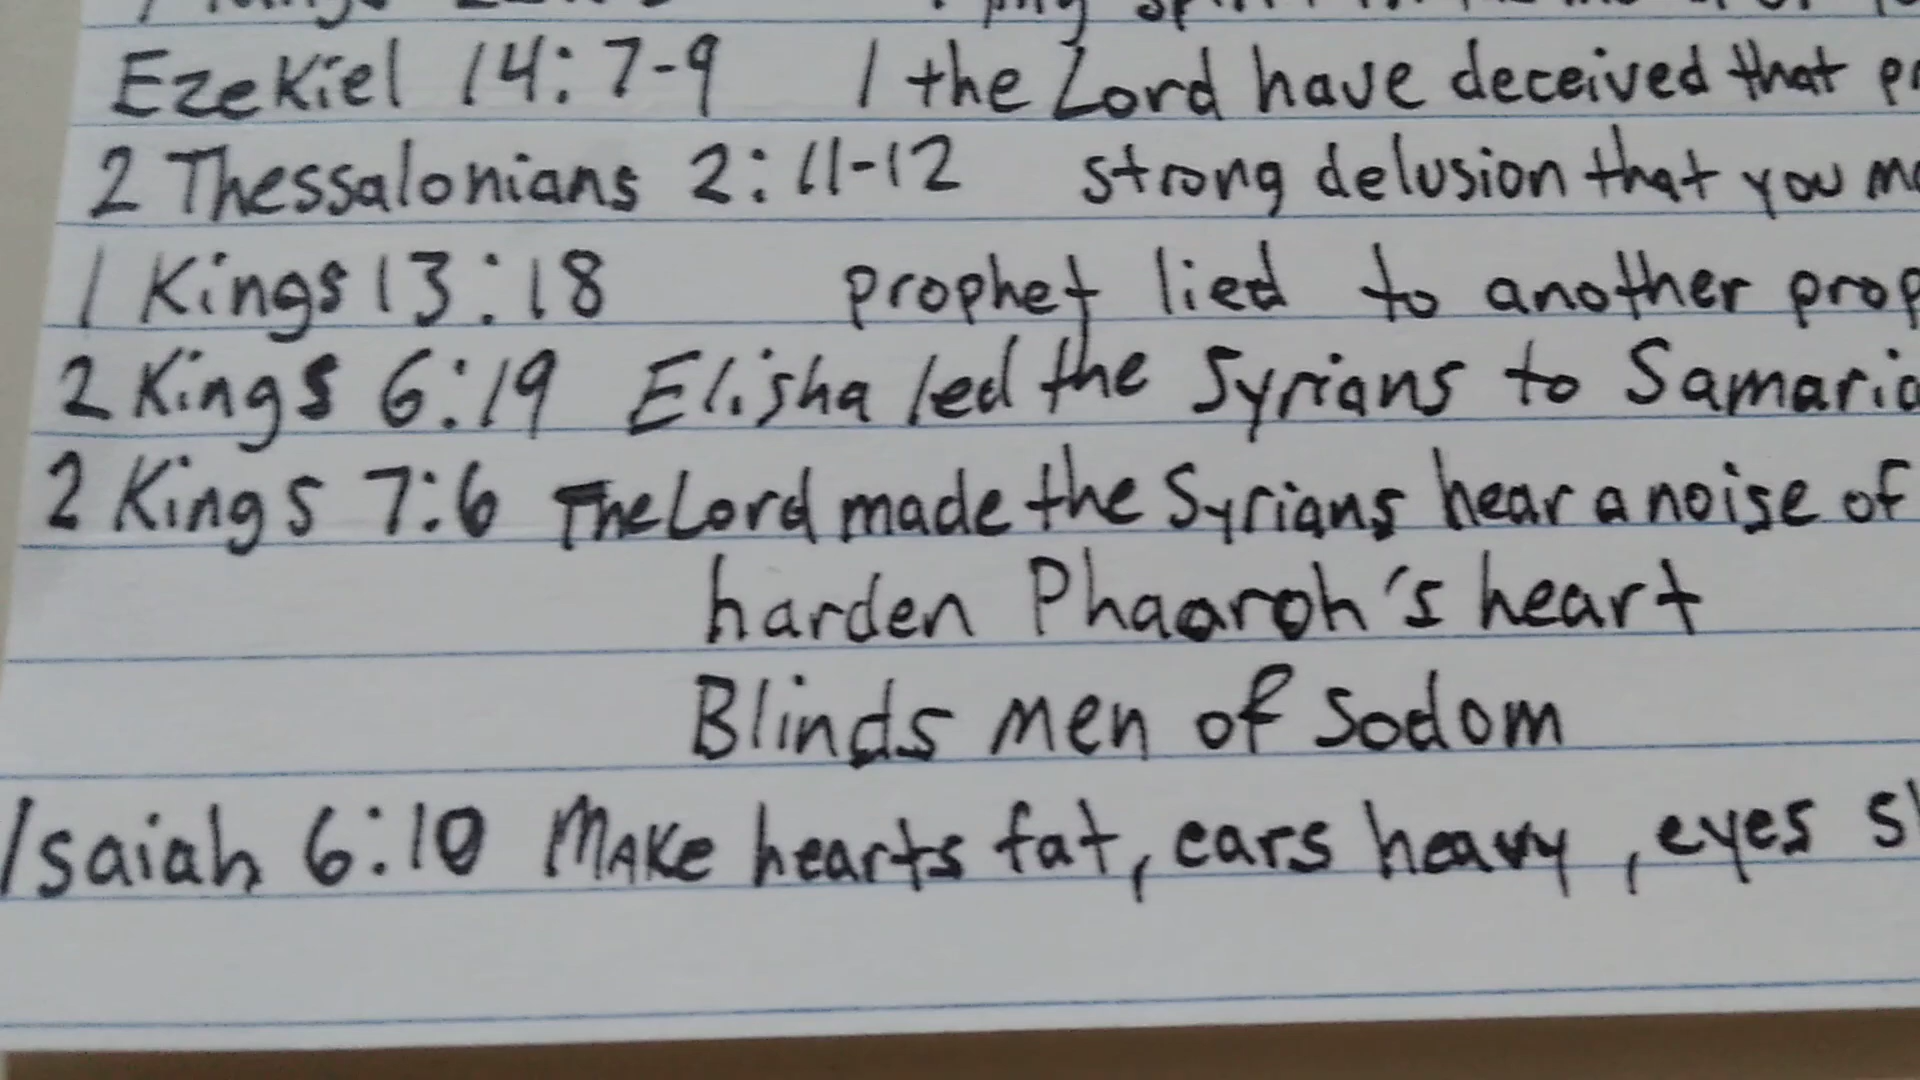 Ezekiel 14:7-9 I the Lord have deceived that
2 Thessalonians 2:11-12 strong delusion that you
1 Kings 13:18 prophet lied to another
2 Kings 6:19 Elisha led the Syrians to Samaria
2 Kings 7:6 The Lord made the Syrians hear a noise of
harden Phaaroh's heart
Blinds men of Sodom
Isaiah 6:10 Make hearts fat, ears heavy, eyes